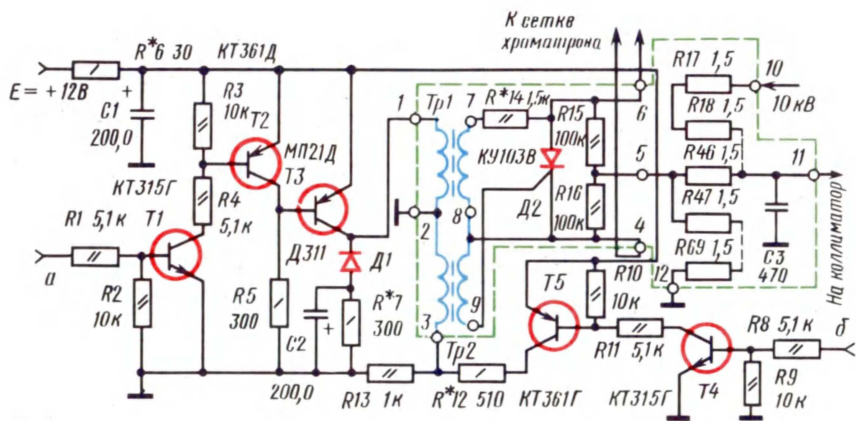 К сетке
хроматрона
R*6 30
КТ361Д
E = +12В
C1
200,0
R3
10к
T2
МП21Д
T3
КТ315Г
R4
5,1к
R1 5,1к
T1
а
R2
10к
Д311
Д1
R5
300
C2
200,0
R*7
300
1
Тр1
7
R*14 1,5к
R15
100к
6
КУ103В
5
2
8
Д2
R16
100к
4
9
3
Тр2
R13
1к
R*12 510
T5
R10
10к
КТ361Г
R11
5,1к
КТ315Г
T4
R8 5,1к
б
R9
10к
R17 1,5
10
10кВ
R18 1,5
R46 1,5
11
R47 1,5
R69 1,5
12
C3
470
На коллиматор